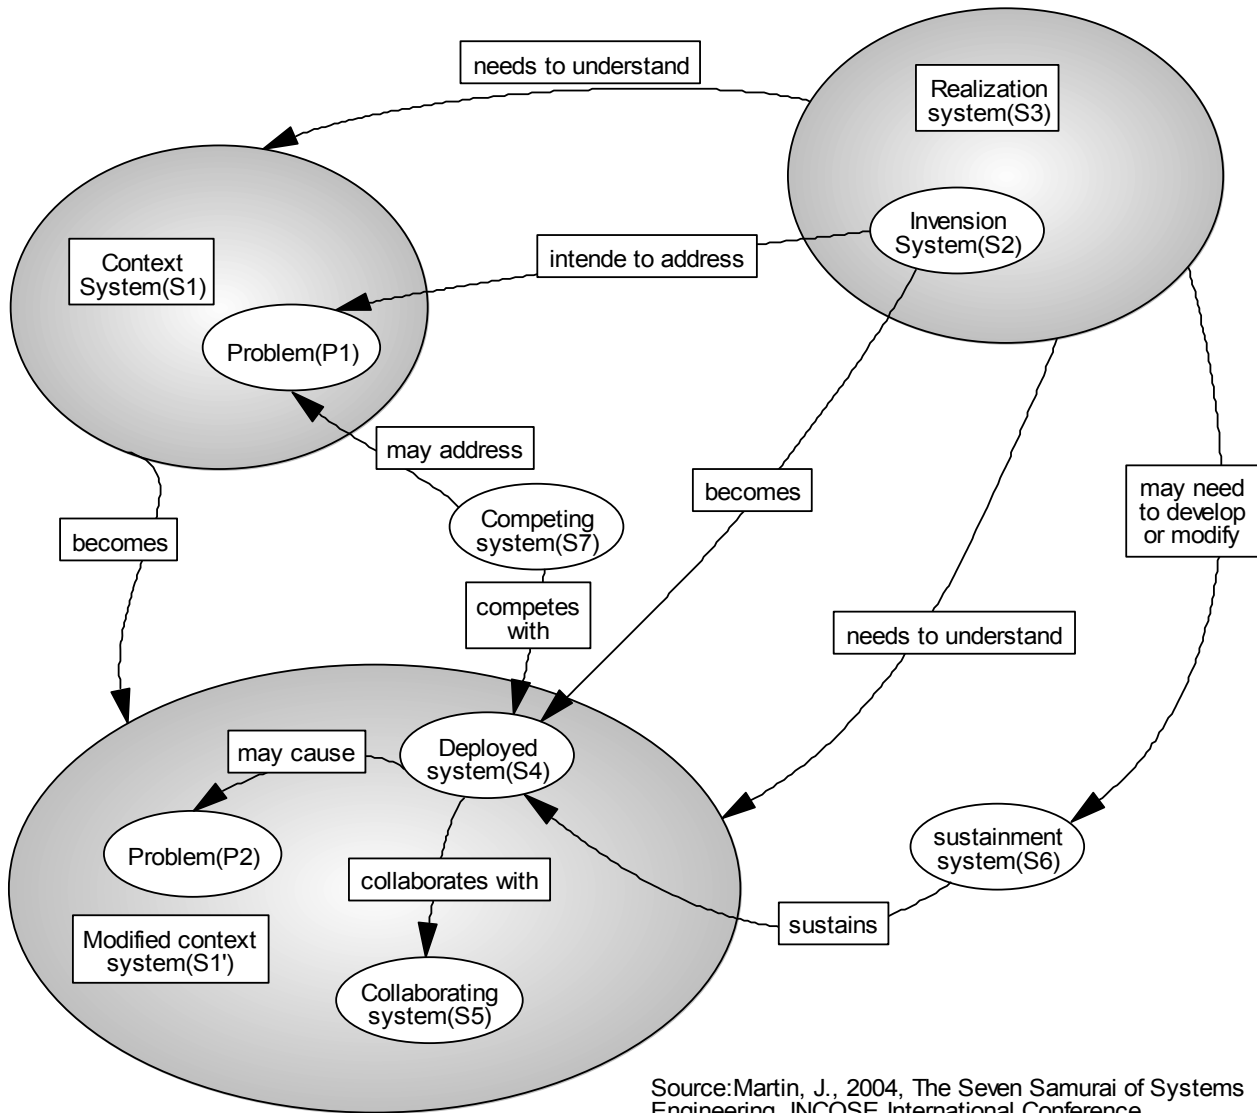 needs to understand
Realization
system(S3)
Invension
System(S2)
intende to address
Context
System(S1)
Problem(P1)
may address
becomes
Competing
system(S7)
becomes
may need
to develop
or modify
competes
with
needs to understand
may cause
Deployed
system(S4)
Problem(P2)
collaborates with
sustainment
system(S6)
sustains
Modified context
system(S1')
Collaborating
system(S5)
Source:Martin, J., 2004, The Seven Samurai of Systems
Engineering, INCOSE International Conference